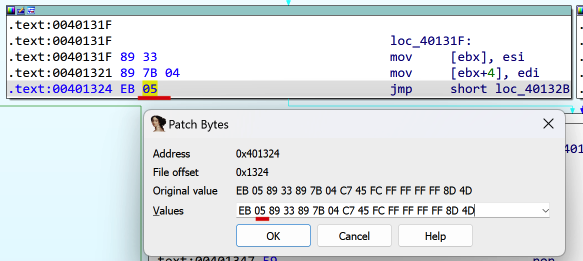 .text:0040131F
.text:0040131F loc_40131F:
.text:0040131F 89 33 mov [ebx], esi
.text:00401321 89 7B 04 mov [ebx+4], edi
.text:00401324 EB 05 jmp short loc_40132B
Patch Bytes
Address 0x401324
File offset 0x1324
Original value EB 05 89 33 89 7B 04 C7 45 FC FF FF FF FF 8D 4D
Values EB 05 89 33 89 7B 04 C7 45 FC FF FF FF FF 8D 4D
OK Cancel Help